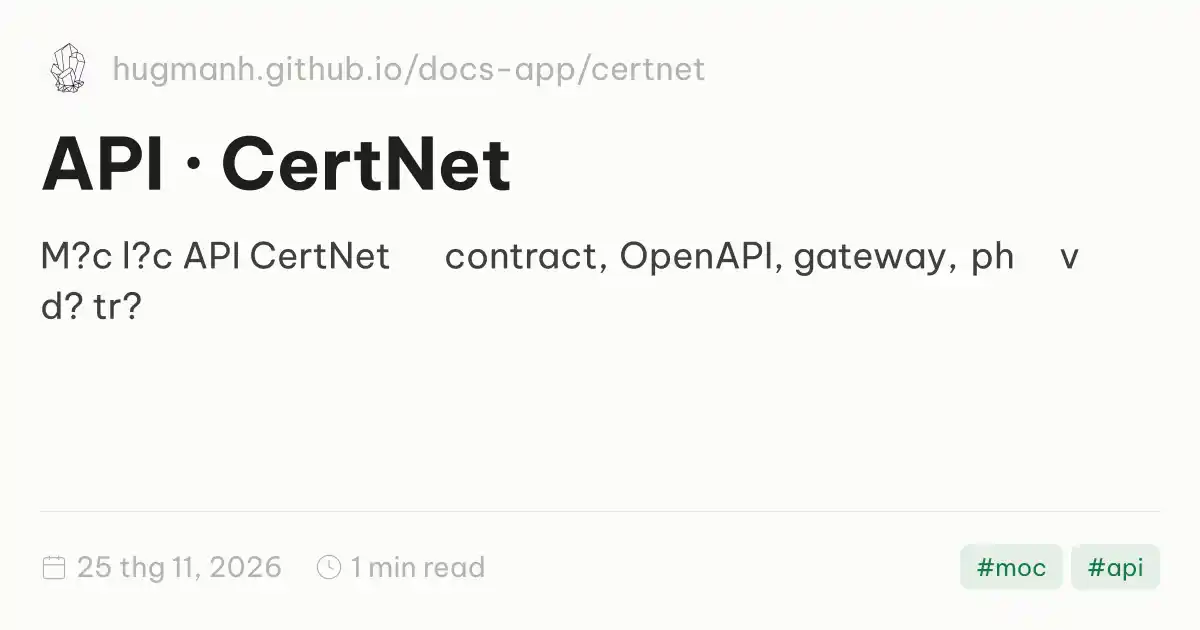 hugmanh.github.io/docs-app/certnet
API · CertNet
M?c l?c API CertNet contract, OpenAPI, gateway, ph v
d? tr?
25 thg 11, 2026 1 min read #moc #api